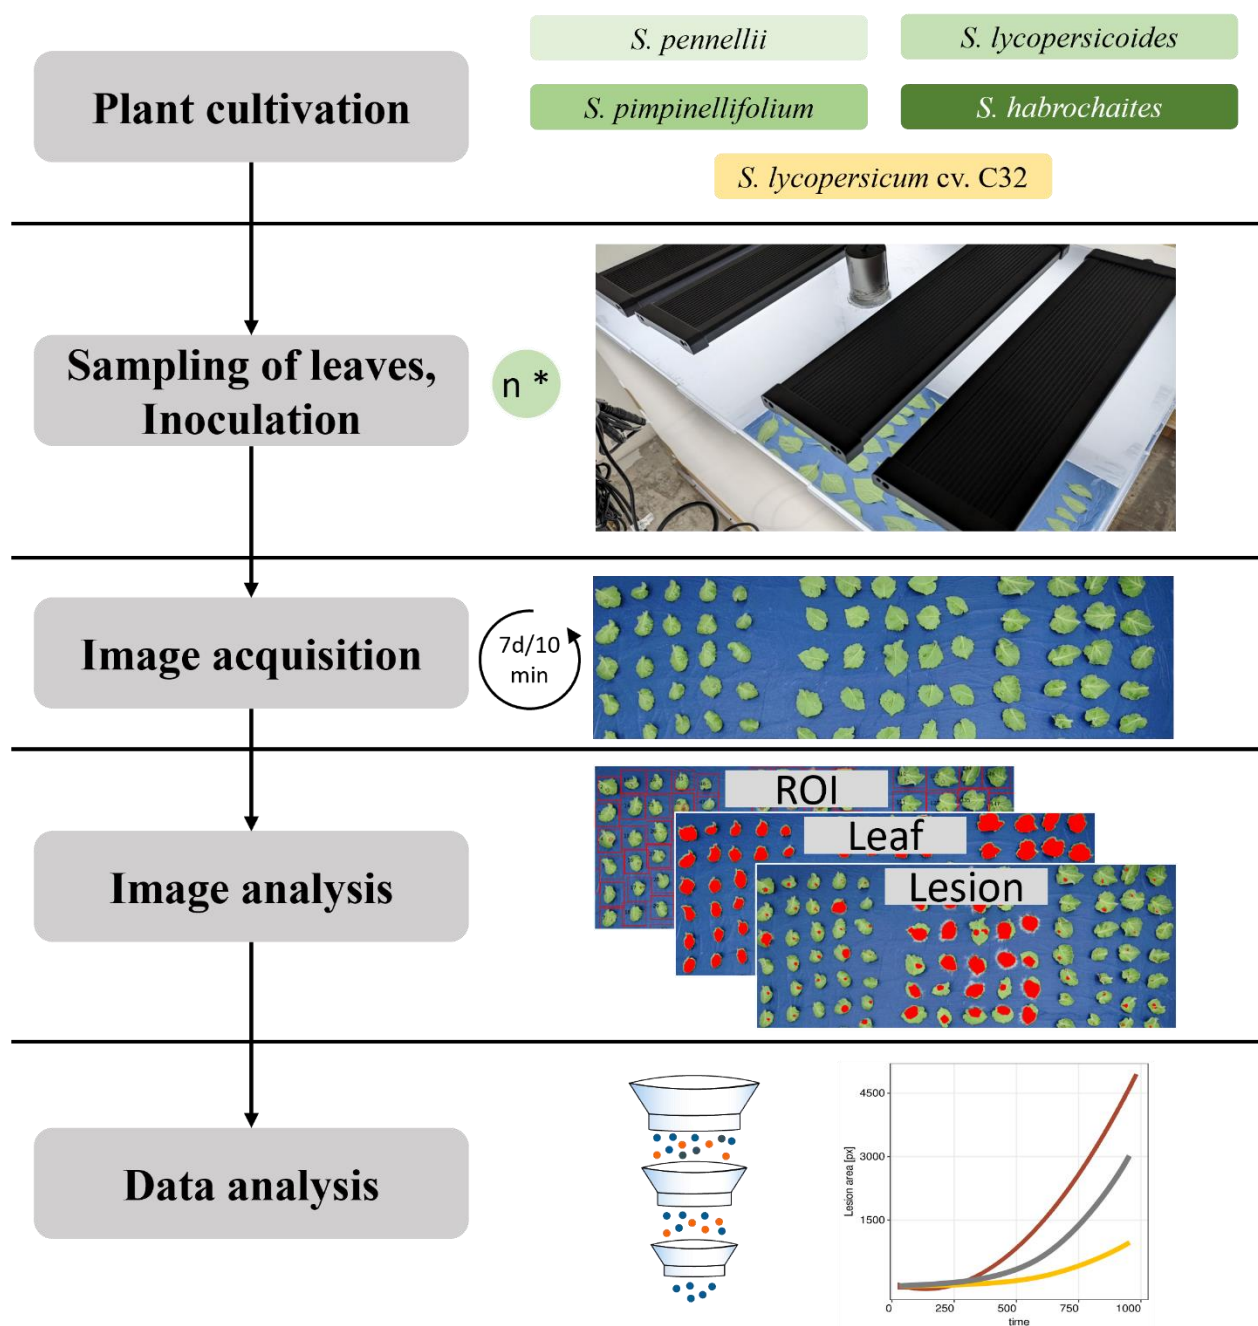 Plant cultivation
S. pennellii
S. lycopersicoides
S. pimpinellifolium
S. habrochaites
S. lycopersicum cv. C32
Sampling of leaves,
Inoculation
n *
Image acquisition
7d/10
min
Image analysis
ROI
Leaf
Lesion
Data analysis
Lesion area [px]
4500
3000
1500
0
250
500
750
1000
time